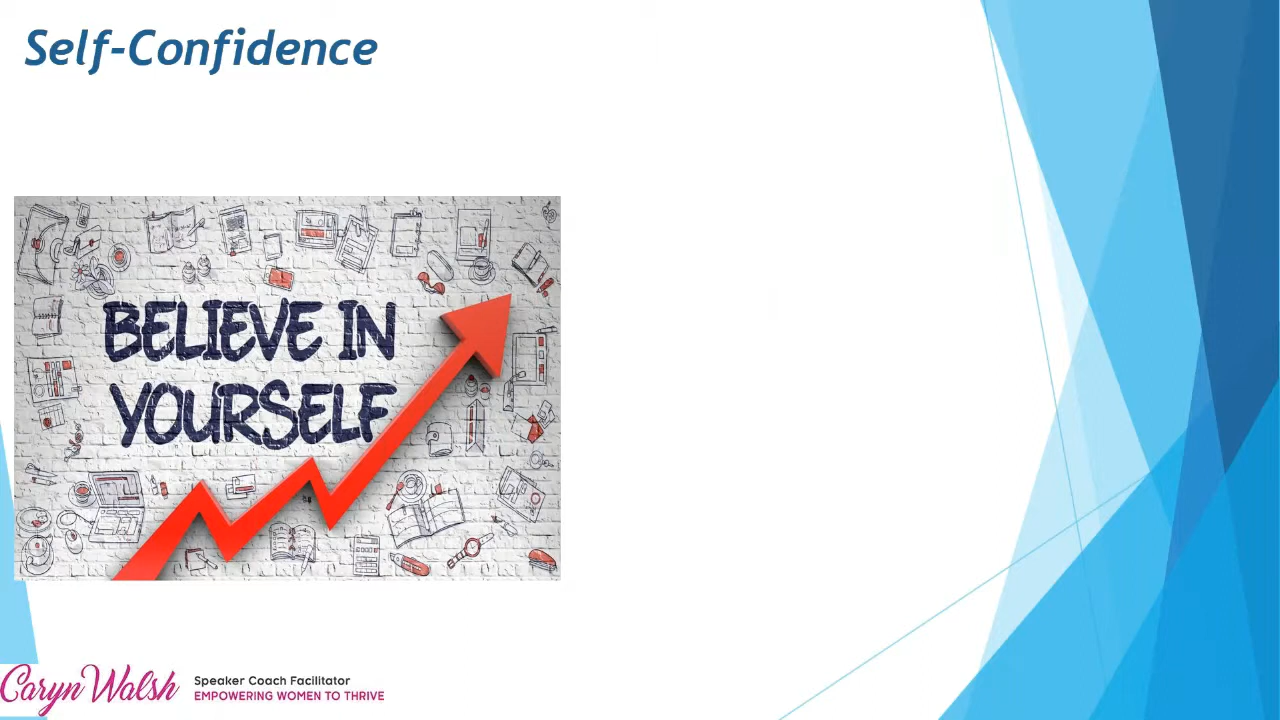 Self-Confidence
BELIEVE IN
YOURSELF
Caryn Walsh
Speaker Coach Facilitator
EMPOWERING WOMEN TO THRIVE